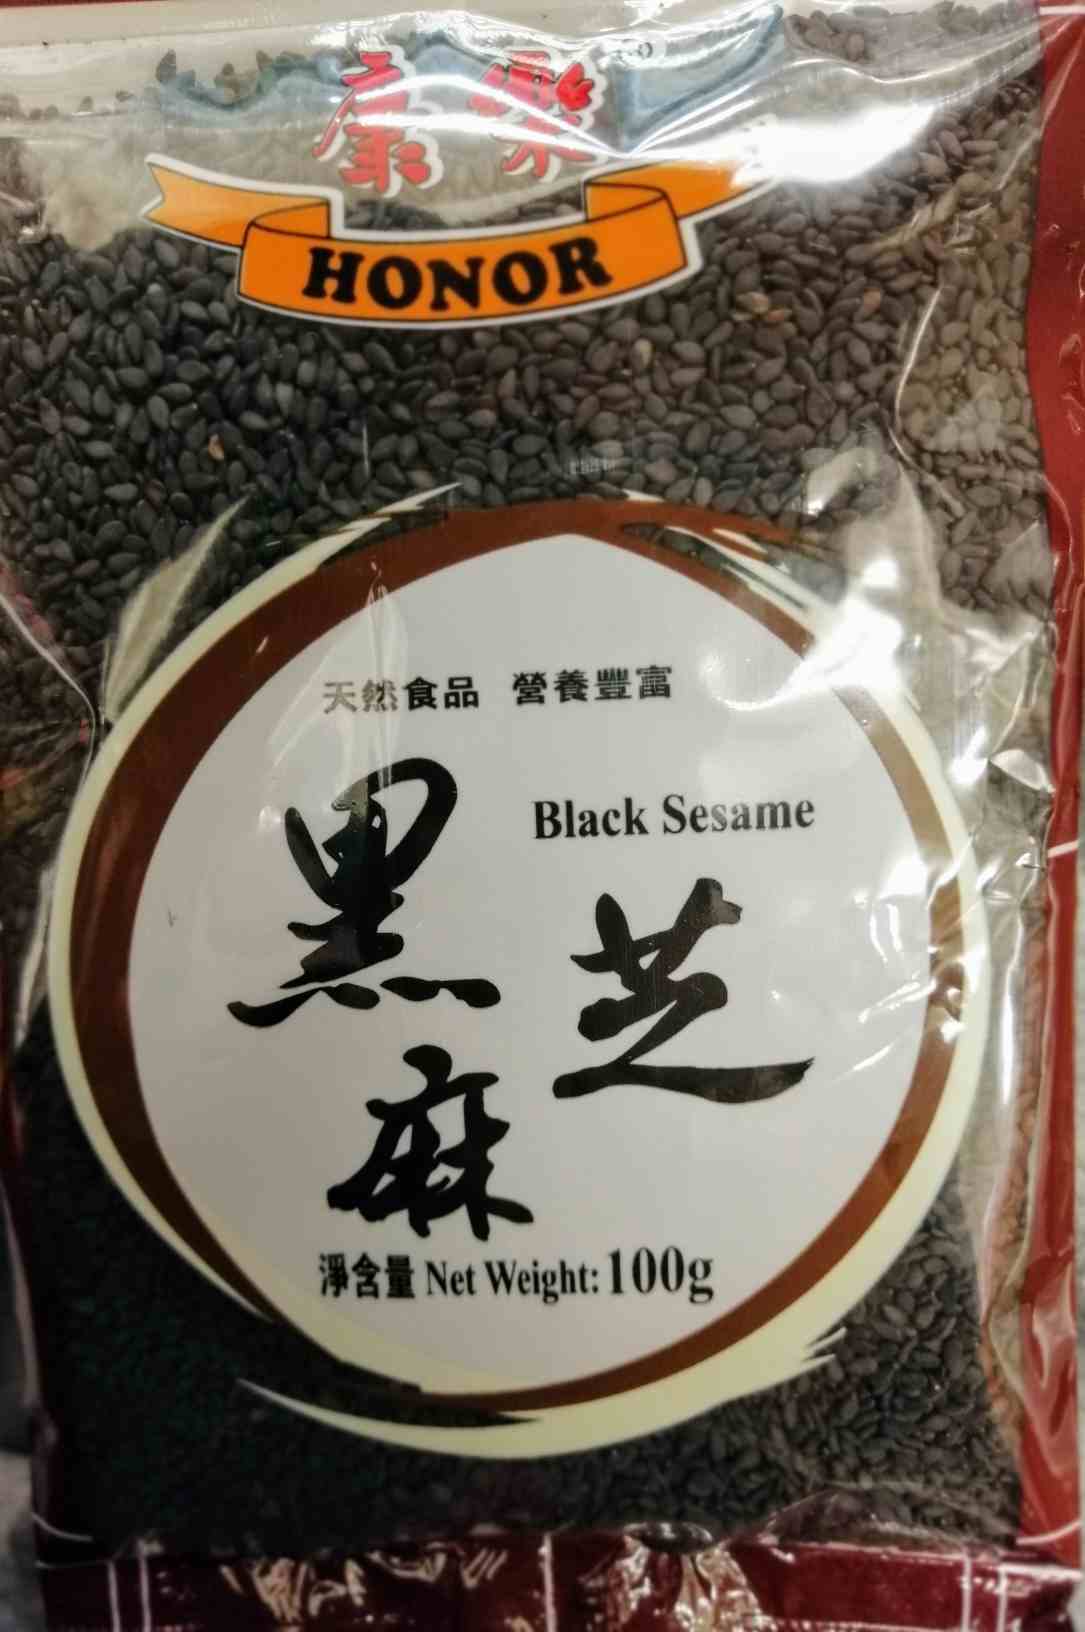 康樂
HONOR
天然食品 營養豐富
Black Sesame
黑芝
麻
淨含量 Net Weight: 100g